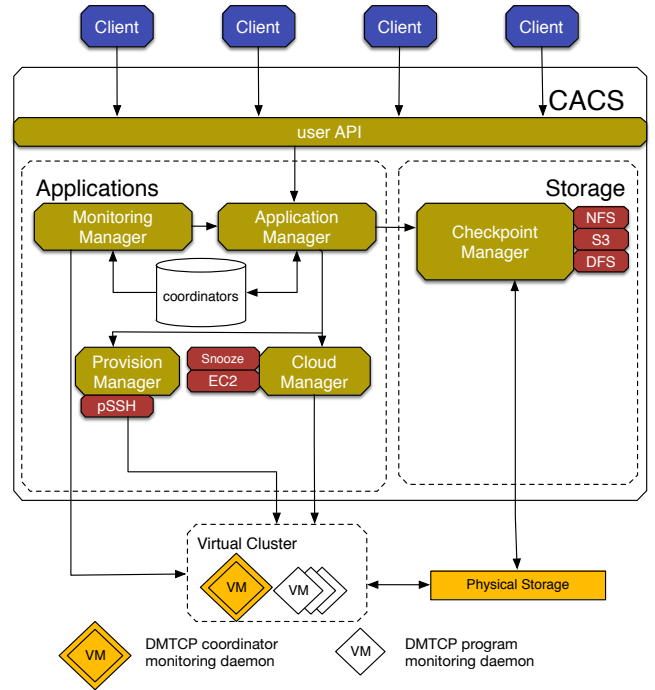 Client
Client
Client
Client
CACS
user API
Applications
Storage
Monitoring
Manager
Application
Manager
Checkpoint
Manager
NFS
S3
DFS
coordinators
Provision
Manager
pSSH
Snooze
EC2
Cloud
Manager
Virtual Cluster
VM
VM
Physical Storage
VM
DMTCP coordinator
monitoring daemon
VM
DMTCP program
monitoring daemon